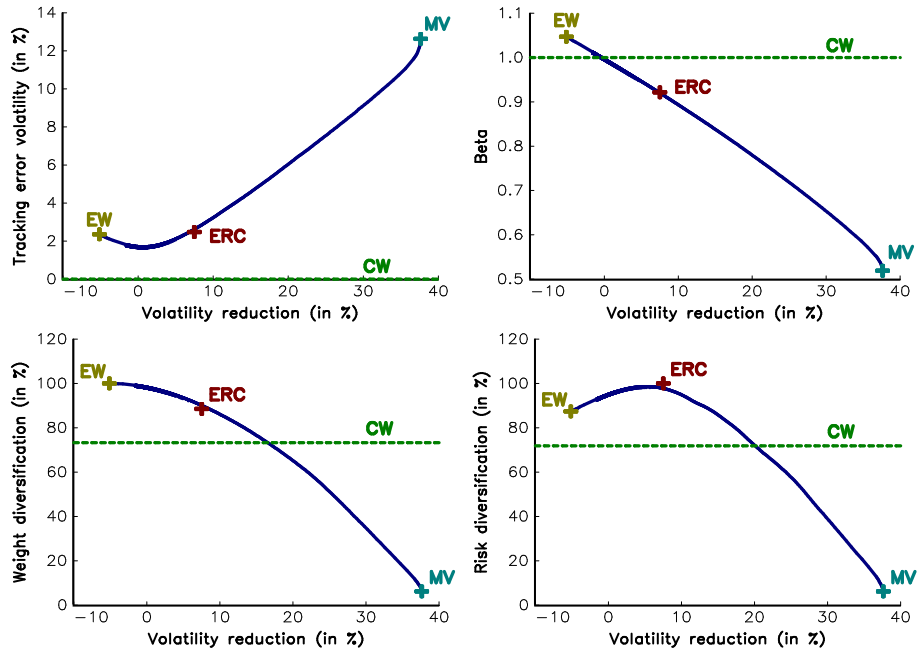 Tracking error volatility (in %)
14
12
10
8
6
4
2
0
EW
ERC
MV
CW
−10 0 10 20 30 40
Volatility reduction (in %)
Beta
1.1
1.0
0.9
0.8
0.7
0.6
0.5
EW
CW
ERC
MV
−10 0 10 20 30 40
Volatility reduction (in %)
Weight diversification (in %)
120
100
80
60
40
20
0
EW
ERC
CW
MV
−10 0 10 20 30 40
Volatility reduction (in %)
Risk diversification (in %)
120
100
80
60
40
20
0
EW
ERC
CW
MV
−10 0 10 20 30 40
Volatility reduction (in %)